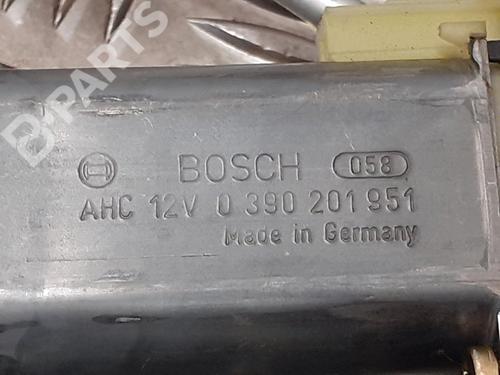 BOSCH 058
AHC 12V 0 390 201 951
Made in Germany
B-PARTS